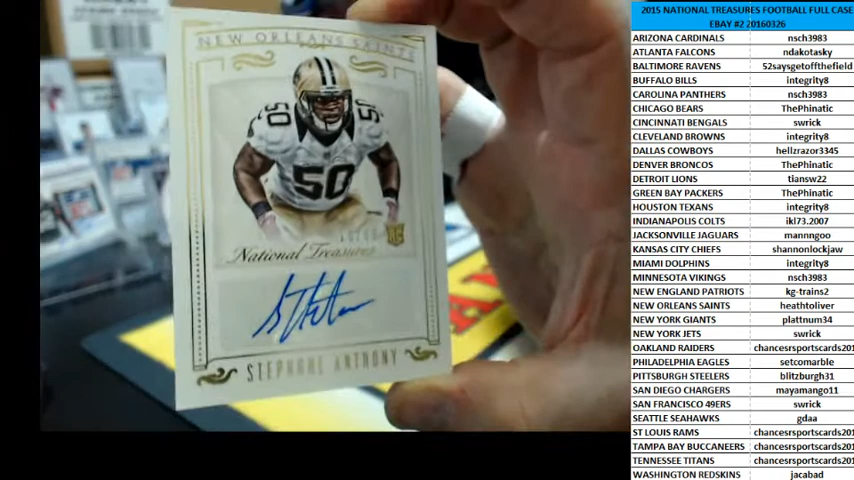 NEW ORLEANS SAINTS
50 50
50
RC
National Treasures
STEPHONE ANTHONY
2015 NATIONAL TREASURES FOOTBALL FULL CASE
EBAY #2 20160326
ARIZONA CARDINALS nsch3983
ATLANTA FALCONS ndakotasky
BALTIMORE RAVENS 52saysgetoffthefield
BUFFALO BILLS integrity8
CAROLINA PANTHERS nsch3983
CHICAGO BEARS ThePhinatic
CINCINNATI BENGALS swrick
CLEVELAND BROWNS integrity8
DALLAS COWBOYS hellzrazor3345
DENVER BRONCOS ThePhinatic
DETROIT LIONS tiansw22
GREEN BAY PACKERS ThePhinatic
HOUSTON TEXANS integrity8
INDIANAPOLIS COLTS ikl73.2007
JACKSONVILLE JAGUARS mannngoo
KANSAS CITY CHIEFS shannonlockjaw
MIAMI DOLPHINS integrity8
MINNESOTA VIKINGS nsch3983
NEW ENGLAND PATRIOTS kg-trains2
NEW ORLEANS SAINTS heathtoliver
NEW YORK GIANTS plattnum34
NEW YORK JETS swrick
OAKLAND RAIDERS chancesrsportscards201
PHILADELPHIA EAGLES setcomarble
PITTSBURGH STEELERS blitzburgh31
SAN DIEGO CHARGERS mayamango11
SAN FRANCISCO 49ERS swrick
SEATTLE SEAHAWKS gdaa
ST LOUIS RAMS chancesrsportscards201
TAMPA BAY BUCCANEERS chancesrsportscards201
TENNESSEE TITANS chancesrsportscards201
WASHINGTON REDSKINS jacabad